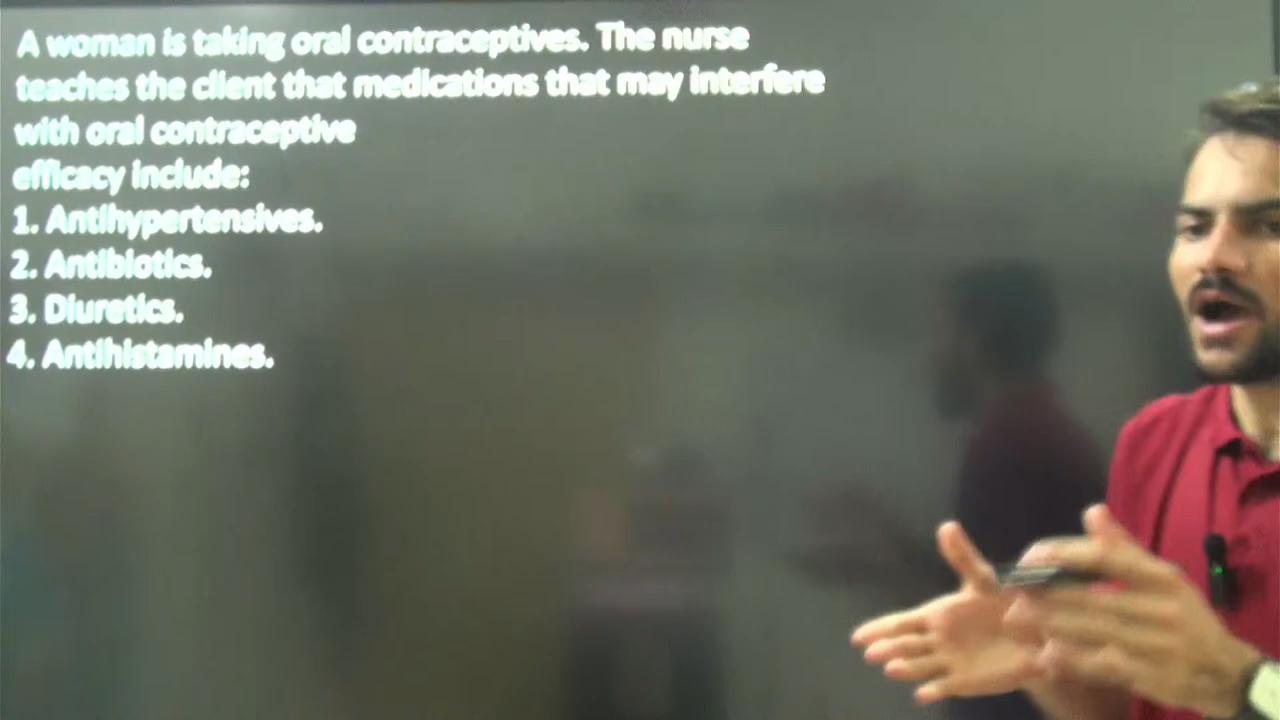 A woman is taking oral contraceptives. The nurse
teaches the client that medications that may interfere
with oral contraceptive
efficacy include:
1. Antihypertensives.
2. Antibiotics.
3. Diuretics.
4. Antihistamines.